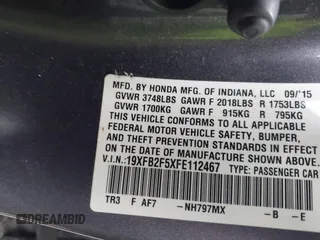 MFD. BY HONDA MFG. OF INDIANA, LLC 09/'15
GVWR 3748LBS GAWR F 2018LBS R 1753LBS
GVWR 1700KG GAWR F 915KG R 795KG
THIS VEHICLE CONFORMS TO ALL APPLICABLE
FEDERAL MOTOR VEHICLE SAFETY, BUMPER,
AND THEFT PREVENTION STANDARDS IN EFFECT
ON THE DATE OF MANUFACTURE SHOWN ABOVE.
V.I.N.: 19XFB2F5XFE112467 TYPE: PASSENGER CAR
TR3 F AF7 -NH797MX -B -E
DREAMBID